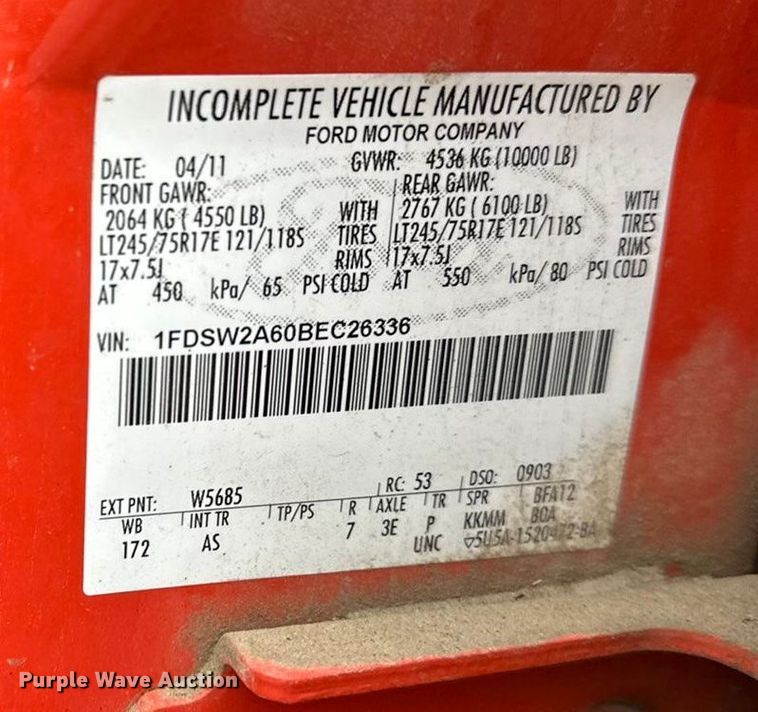 INCOMPLETE VEHICLE MANUFACTURED BY
FORD MOTOR COMPANY
DATE: 04/11 GVWR: 4536 KG (10000 LB)
FRONT GAWR: REAR GAWR:
2064 KG ( 4550 LB) WITH 2767 KG ( 6100 LB) WITH
LT245/75R17E 121/118S TIRES LT245/75R17E 121/118S TIRES
17x7.5J RIMS 17x7.5J RIMS
AT 450 kPa/ 65 PSI COLD AT 550 kPa/ 80 PSI COLD
VIN: 1FDSW2A60BEC26336
EXT PNT: W5685 RC: 53 DSO: 0903
WB INT TR TP/PS R AXLE TR SPR BFA12
172 AS 7 3E P KKMM BOA
UNC 5U5A-1520472-BA
Purple Wave Auction